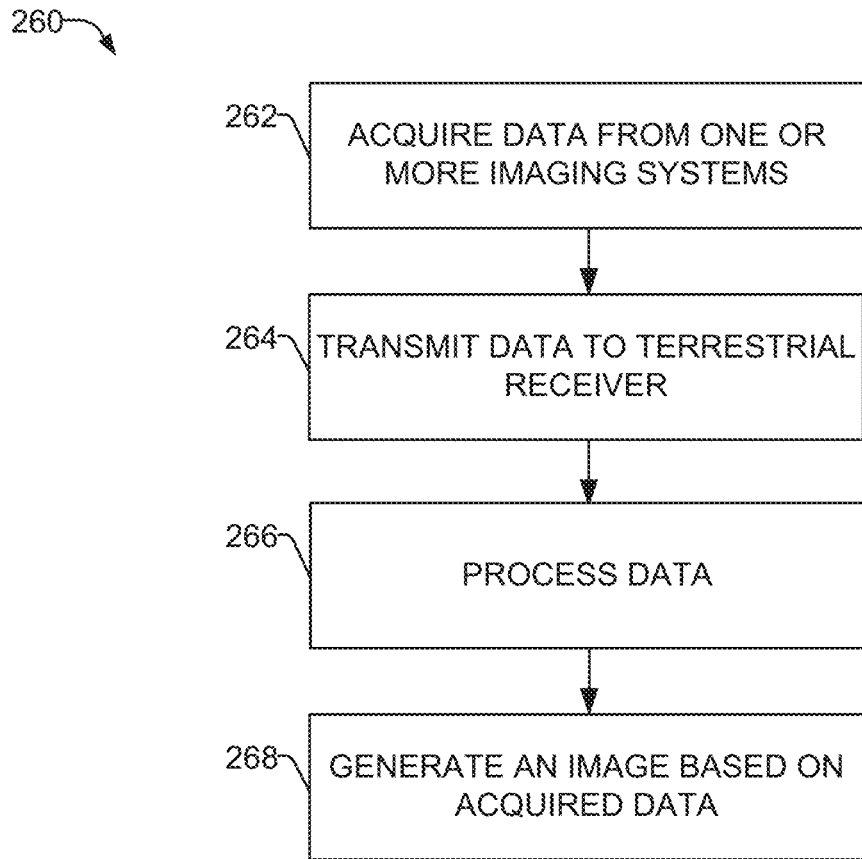 260
262
ACQUIRE DATA FROM ONE OR
MORE IMAGING SYSTEMS
264
TRANSMIT DATA TO TERRESTRIAL
RECEIVER
266
PROCESS DATA
268
GENERATE AN IMAGE BASED ON
ACQUIRED DATA